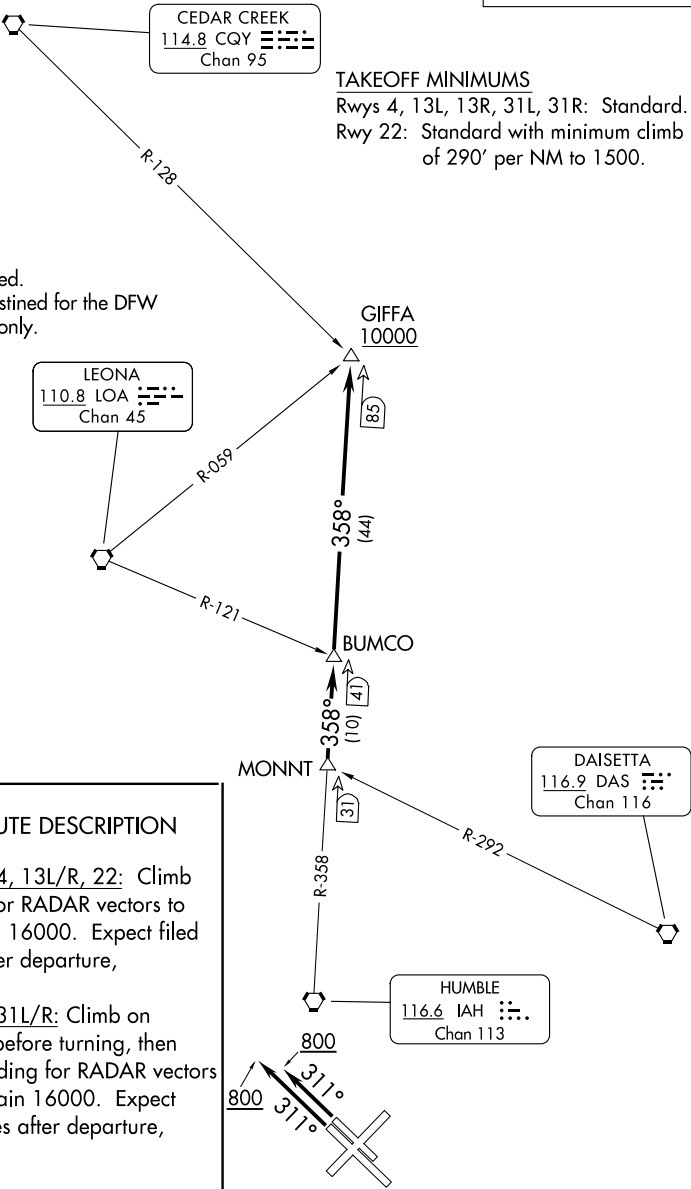 CEDAR CREEK
114.8 CQY
Chan 95
TAKEOFF MINIMUMS
Rwys 4, 13L, 13R, 31L, 31R: Standard.
Rwy 22: Standard with minimum climb
of 290' per NM to 1500.
R-128
ed.
stined for the DFW
only.
GIFFA
10000
LEONA
110.8 LOA
Chan 45
85
R-059
358°
(44)
R-121
BUMCO
41
358°
(10)
MONNT
31
DAISETTA
116.9 DAS
Chan 116
R-292
R-358
UTE DESCRIPTION
4, 13L/R, 22: Climb
or RADAR vectors to
16000. Expect filed
er departure,
31L/R: Climb on
before turning, then
ding for RADAR vectors
ain 16000. Expect
es after departure,
HUMBLE
116.6 IAH
Chan 113
800
311°
800
311°